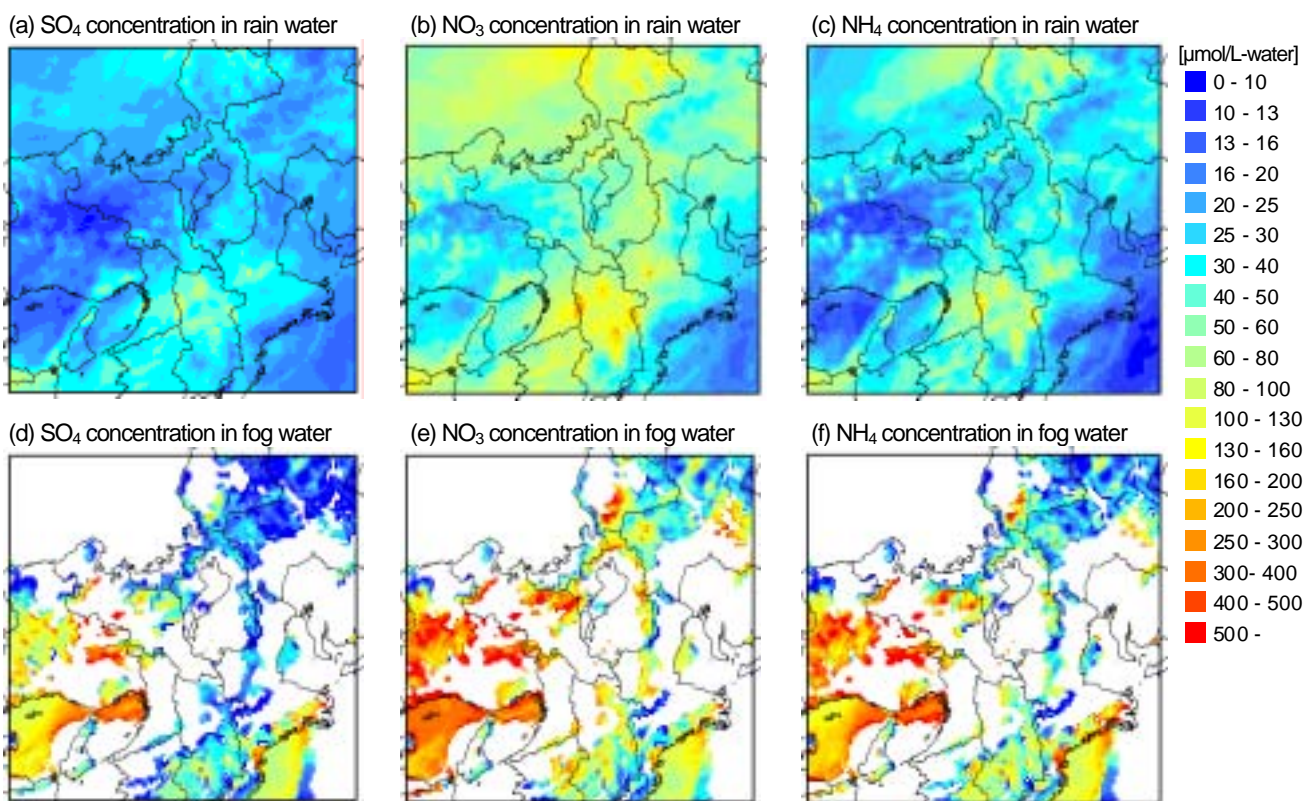 (a) SO₄ concentration in rain water
(b) NO₃ concentration in rain water
(c) NH₄ concentration in rain water
[μmol/L-water]
0 - 10
10 - 13
13 - 16
16 - 20
20 - 25
25 - 30
30 - 40
40 - 50
50 - 60
60 - 80
80 - 100
100 - 130
130 - 160
160 - 200
200 - 250
250 - 300
300- 400
400 - 500
500 -
(d) SO₄ concentration in fog water
(e) NO₃ concentration in fog water
(f) NH₄ concentration in fog water